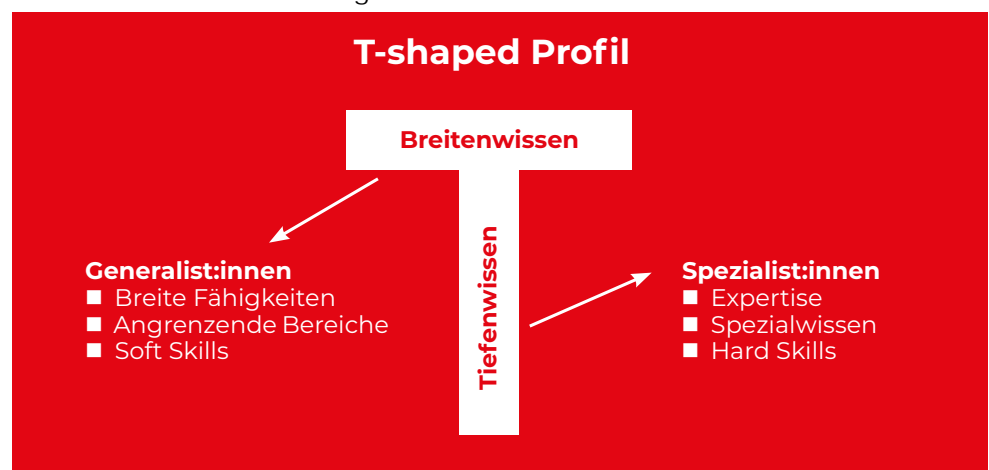 T-shaped Profil
Breitenwissen
Tiefenwissen
Generalist:innen
Breite Fähigkeiten
Angrenzende Bereiche
Soft Skills
Spezialist:innen
Expertise
Spezialwissen
Hard Skills